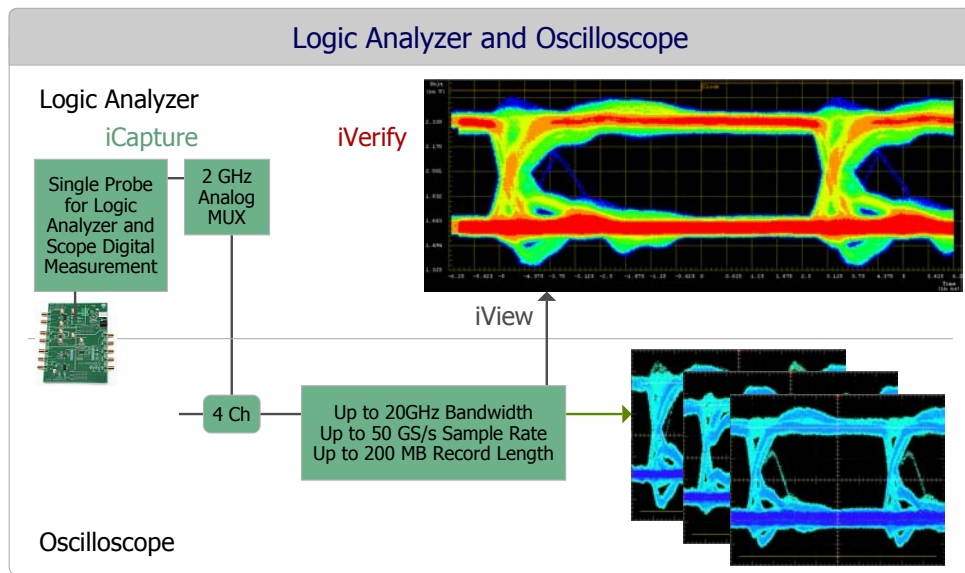 Logic Analyzer and Oscilloscope
Logic Analyzer
iCapture
iVerify
Single Probe
for Logic
Analyzer and
Scope Digital
Measurement
2 GHz
Analog
MUX
iView
4 Ch
Up to 20GHz Bandwidth
Up to 50 GS/s Sample Rate
Up to 200 MB Record Length
Oscilloscope